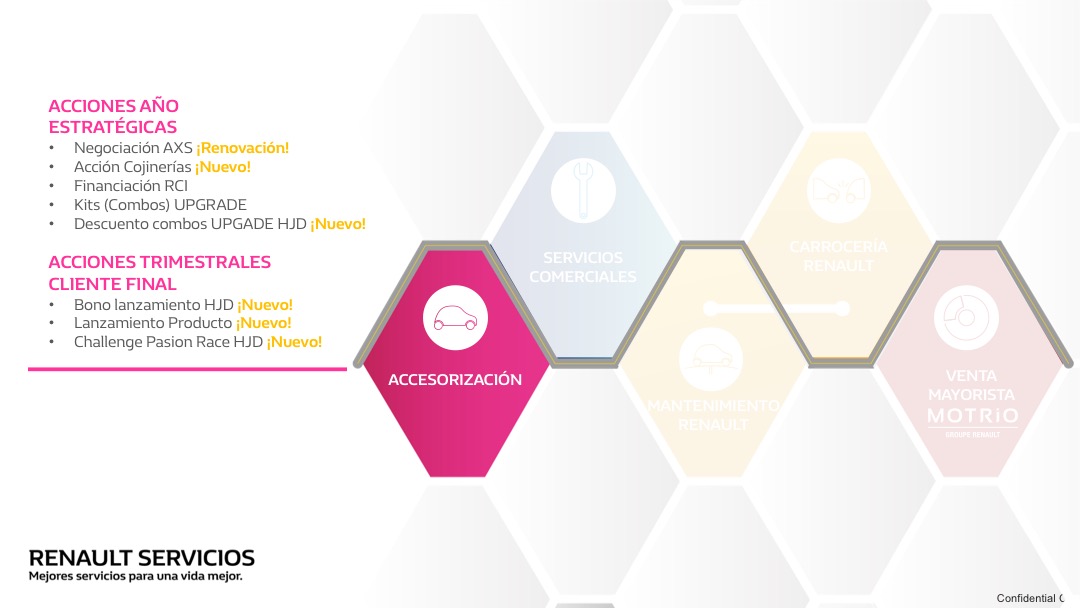 ACCIONES AÑO
ESTRATÉGICAS
• Negociación AXS ¡Renovación!
• Acción Cojinerías ¡Nuevo!
• Financiación RCI
• Kits (Combos) UPGRADE
• Descuento combos UPGADE HJD ¡Nuevo!
ACCIONES TRIMESTRALES
CLIENTE FINAL
• Bono lanzamiento HJD ¡Nuevo!
• Lanzamiento Producto ¡Nuevo!
• Challenge Pasion Race HJD ¡Nuevo!
ACCESORIZACIÓN
SERVICIOS
COMERCIALES
MANTENIMIENTO
RENAULT
CARROCERÍA
RENAULT
VENTA
MAYORISTA
MOTRiO
GROUPE RENAULT
RENAULT SERVICIOS
Mejores servicios para una vida mejor.
Confidential